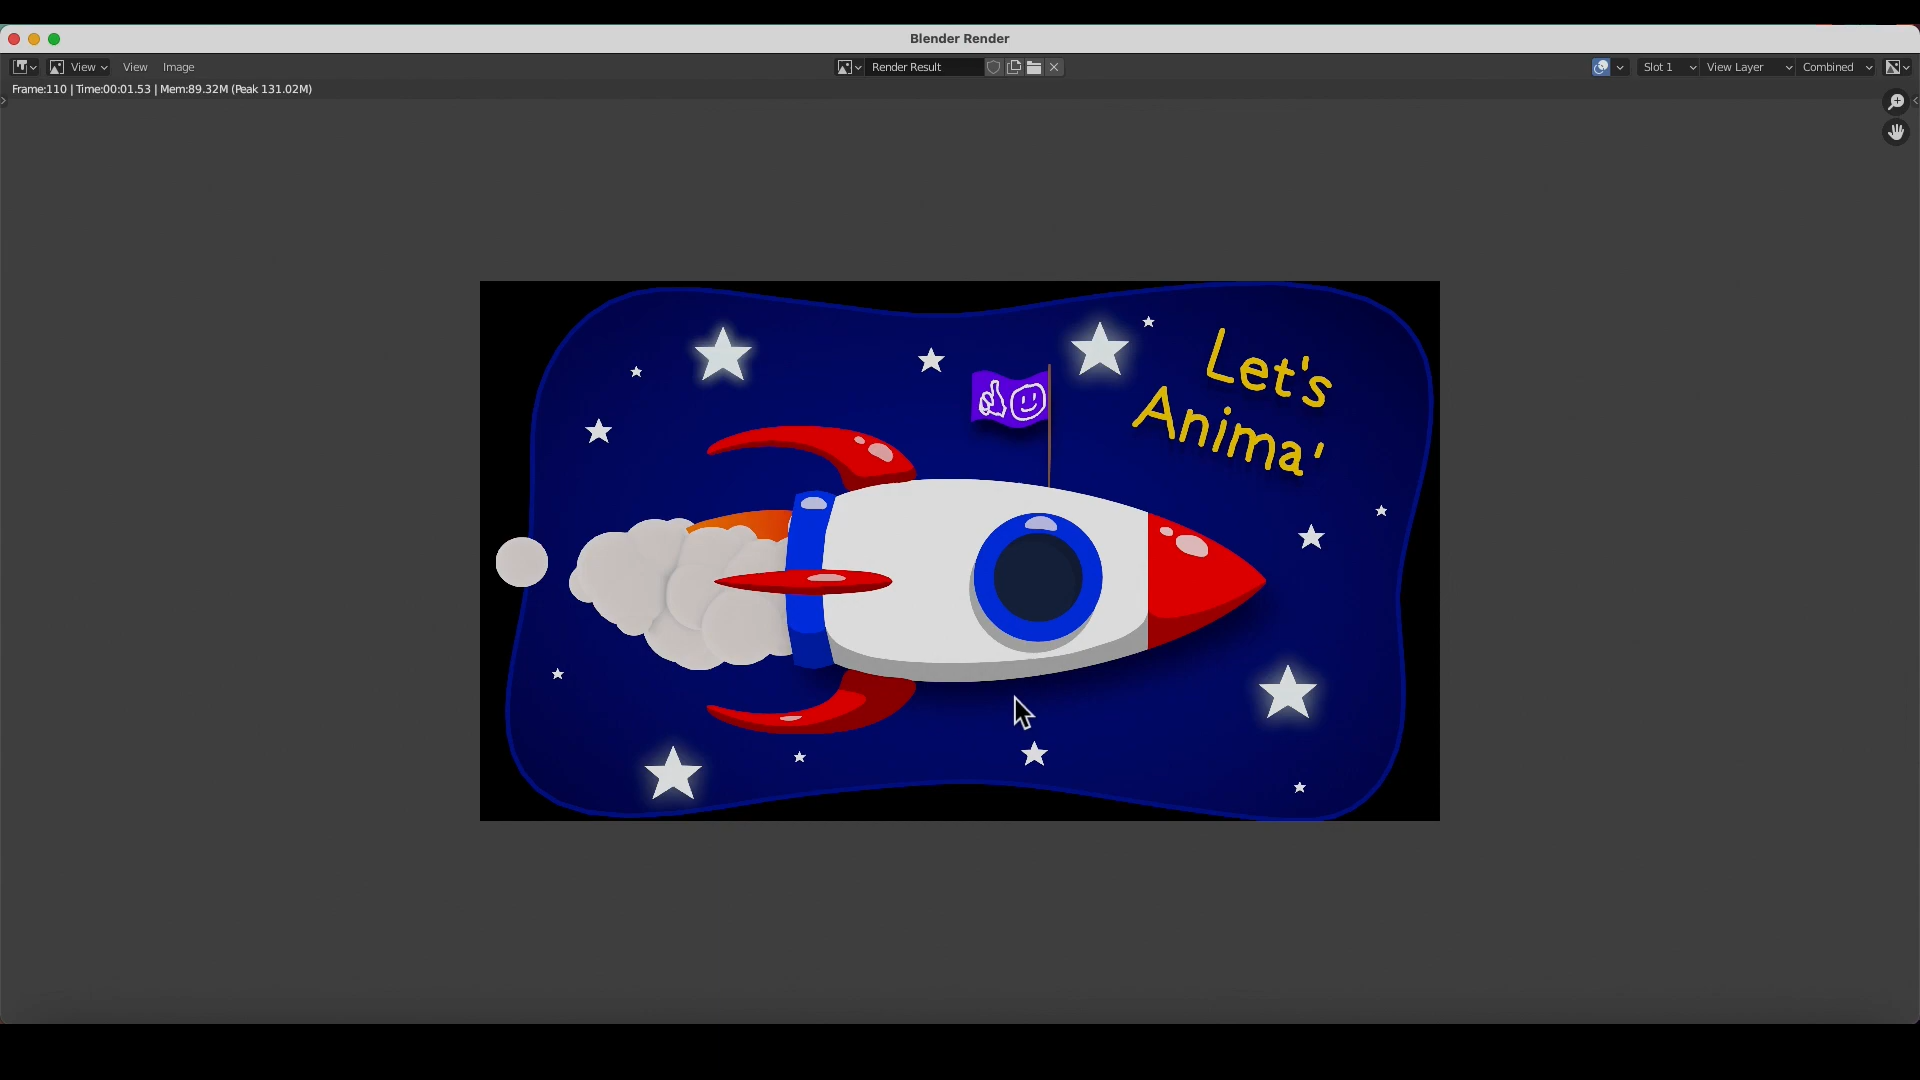 Blender Render
View
View
Image
Render Result
Slot 1
View Layer
Combined
Frame:110 | Time:00:01.53 | Mem:89.32M (Peak 131.02M)
Let's
Anima'